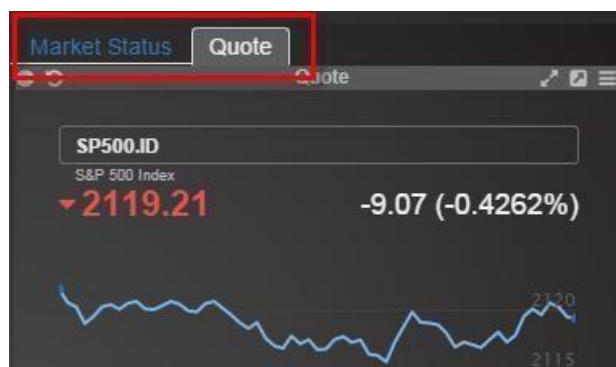 Market Status Quote
Quote
SP500.ID
S&P 500 Index
2119.21 -9.07 (-0.4262%)
2120
2115